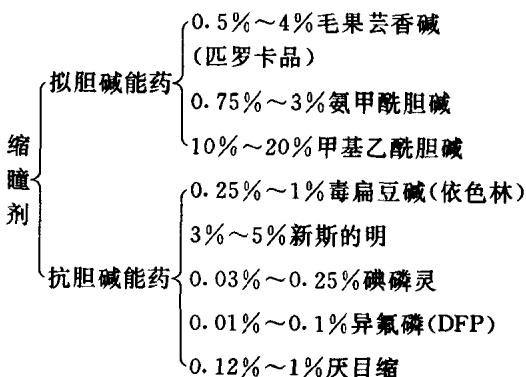 缩瞳剂
拟胆碱能药
0.5%～4%毛果芸香碱
(匹罗卡品)
0.75%～3%氨甲酰胆碱
10%～20%甲基乙酰胆碱
抗胆碱能药
0.25%～1%毒扁豆碱(依色林)
3%～5%新斯的明
0.03%～0.25%碘磷灵
0.01%～0.1%异氟磷(DFP)
0.12%～1%厌目缩